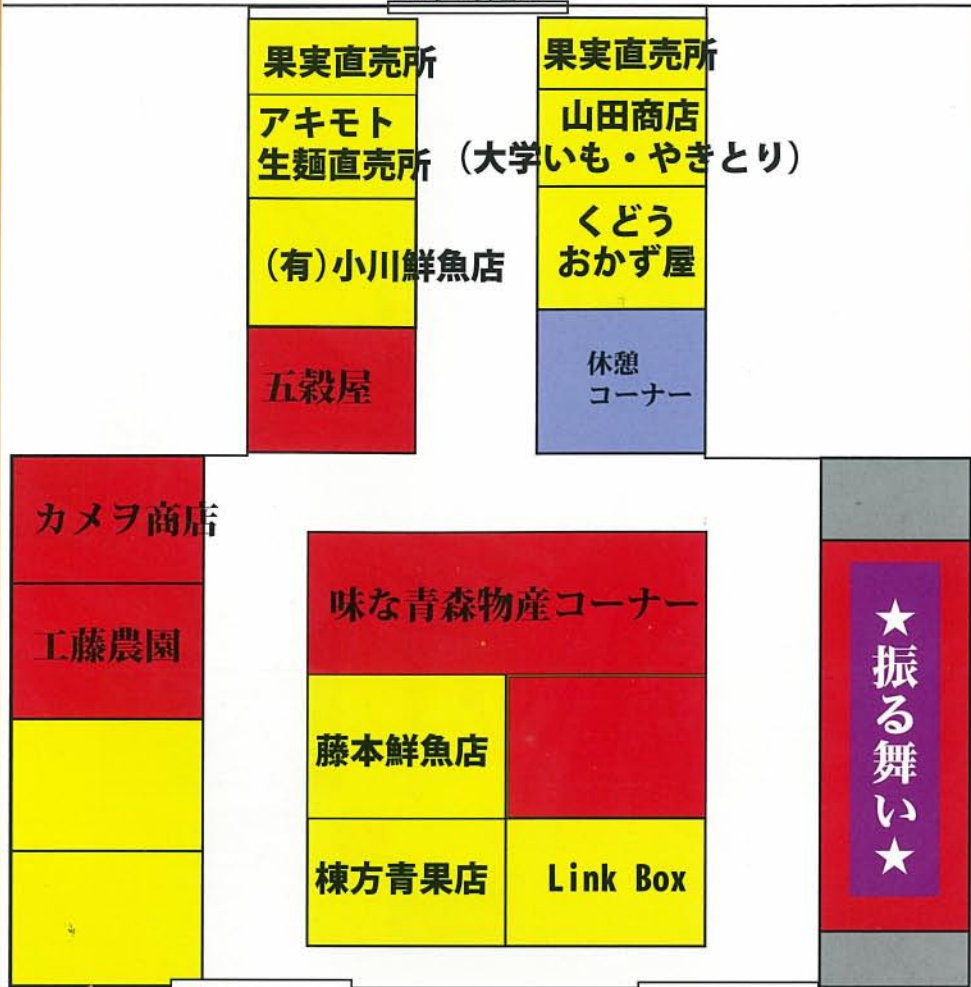 果実直売所
アキモト
生麺直売所
(有)小川鮮魚店
五穀屋
果実直売所
山田商店
(大学いも・やきとり)
くどう
おかず屋
休憩
コーナー
カメヲ商店
工藤農園
味な青森物産コーナー
藤本鮮魚店
棟方青果店
Link Box
★振る舞い★